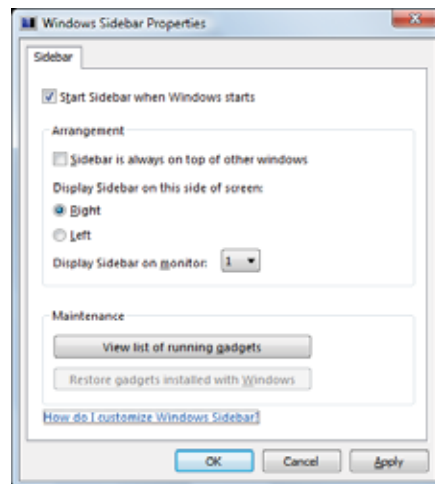 Windows Sidebar Properties
Sidebar
Start Sidebar when Windows starts
Arrangement
Sidebar is always on top of other windows
Display Sidebar on this side of screen:
Right
Left
Display Sidebar on monitor: 1
Maintenance
View list of running gadgets
Restore gadgets installed with Windows
How do I customize Windows Sidebar?
OK Cancel Apply